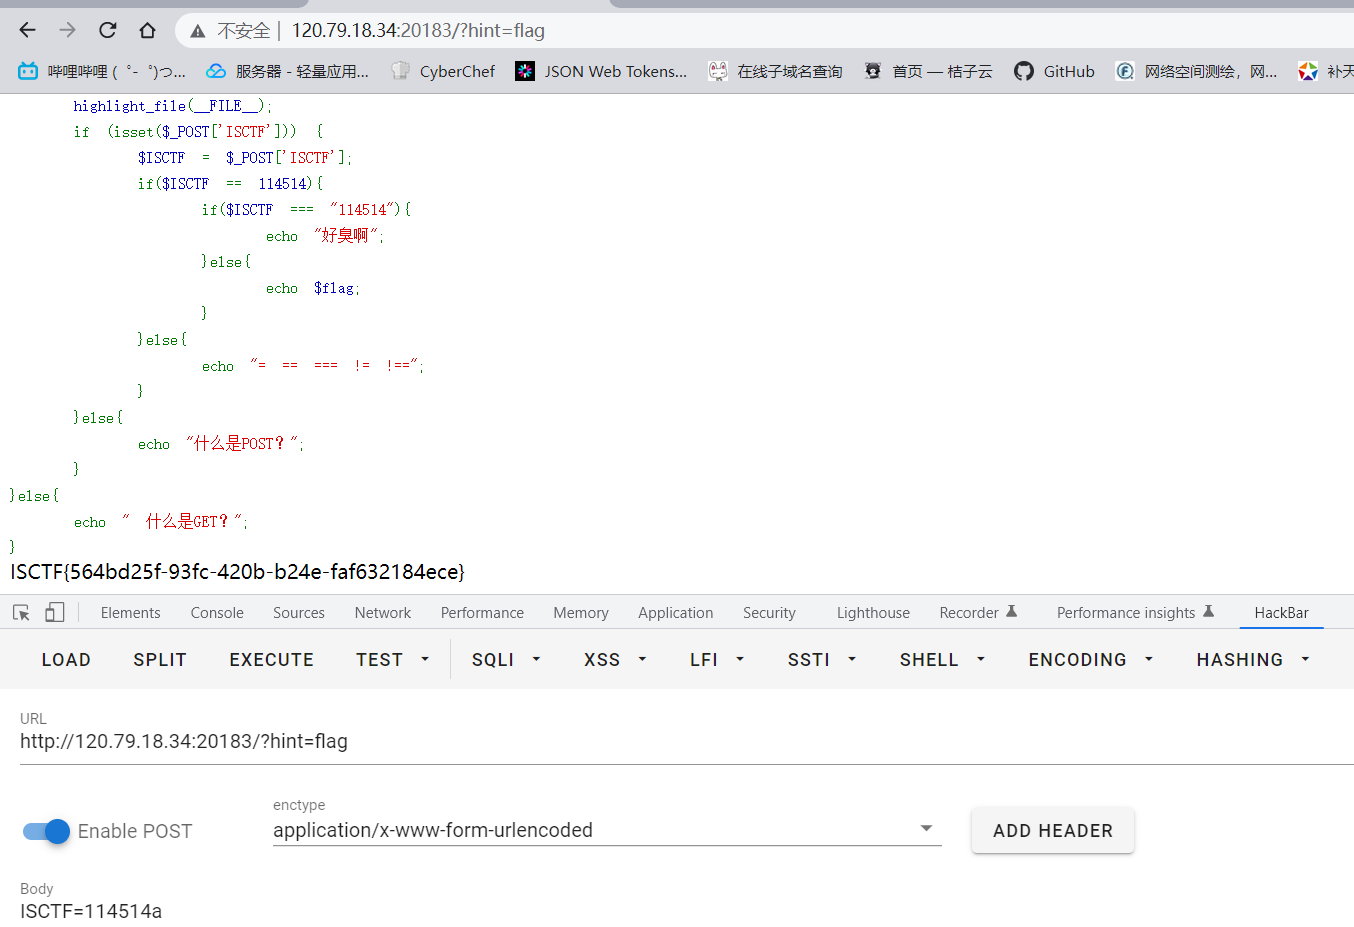 不安全 | 120.79.18.34:20183/?hint=flag
哔哩哔哩 ( ゜- ゜)つ... 服务器 - 轻量应用... CyberChef JSON Web Tokens... 在线子域名查询 首页 — 桔子云 GitHub 网络空间测绘，网... 补天
highlight_file(__FILE__);
if (isset($_POST['ISCTF'])) {
$ISCTF = $_POST['ISCTF'];
if($ISCTF == 114514){
if($ISCTF === "114514"){
echo "好臭啊";
}else{
echo $flag;
}
}else{
echo "= == === != !==";
}
}else{
echo "什么是POST？";
}
}else{
echo " 什么是GET？";
}
ISCTF{564bd25f-93fc-420b-b24e-faf632184ece}
Elements Console Sources Network Performance Memory Application Security Lighthouse Recorder Performance insights HackBar
LOAD SPLIT EXECUTE TEST SQLI XSS LFI SSTI SHELL ENCODING HASHING
URL
http://120.79.18.34:20183/?hint=flag
enctype
Enable POST application/x-www-form-urlencoded ADD HEADER
Body
ISCTF=114514a